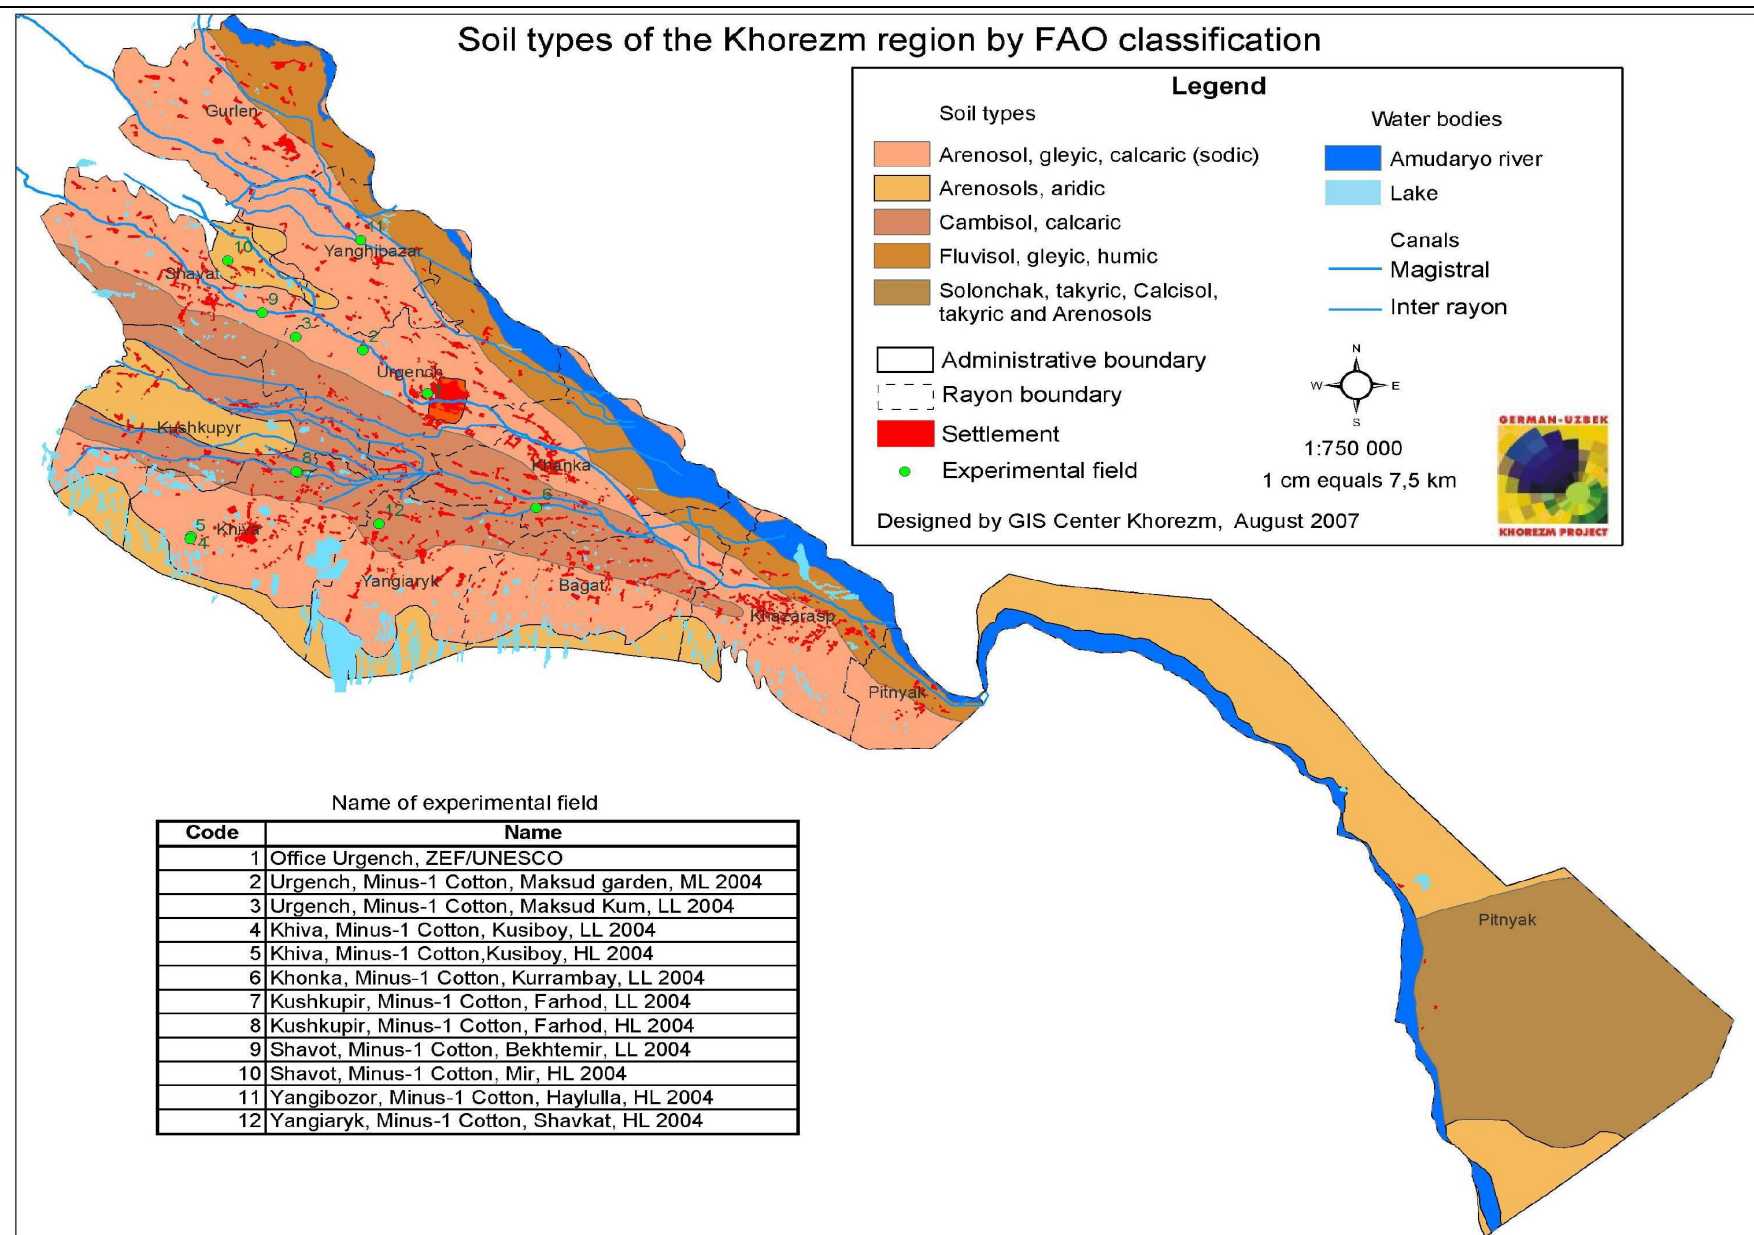 Soil types of the Khorezm region by FAO classification
Legend
Soil types
Arenosol, gleyic, calcaric (sodic)
Arenosols, aridic
Cambisol, calcaric
Fluvisol, gleyic, humic
Solonchak, takyric, Calcisol,
takyric and Arenosols
Administrative boundary
Rayon boundary
Settlement
Experimental field
Designed by GIS Center Khorezm, August 2007
Water bodies
Amudaryo river
Lake
Canals
Magistral
Inter rayon
N
W
E
S
1:750 000
1 cm equals 7,5 km
GERMAN-UZBEK
KHOREZM PROJECT
Gurlen
11
Yanghibazar
10
Shavat
9
3
2
Urgench
Kushkupyr
8
7
Khanka
6
12
5
4
Khiva
Yangiaryk
Bagat
Khazarasp
Pitnyak
Pitnyak
Name of experimental field
Code Name
1 Office Urgench, ZEF/UNESCO
2 Urgench, Minus-1 Cotton, Maksud garden, ML 2004
3 Urgench, Minus-1 Cotton, Maksud Kum, LL 2004
4 Khiva, Minus-1 Cotton, Kusiboy, LL 2004
5 Khiva, Minus-1 Cotton,Kusiboy, HL 2004
6 Khonka, Minus-1 Cotton, Kurrambay, LL 2004
7 Kushkupir, Minus-1 Cotton, Farhod, LL 2004
8 Kushkupir, Minus-1 Cotton, Farhod, HL 2004
9 Shavot, Minus-1 Cotton, Bekhtemir, LL 2004
10 Shavot, Minus-1 Cotton, Mir, HL 2004
11 Yangibozor, Minus-1 Cotton, Haylulla, HL 2004
12 Yangiaryk, Minus-1 Cotton, Shavkat, HL 2004